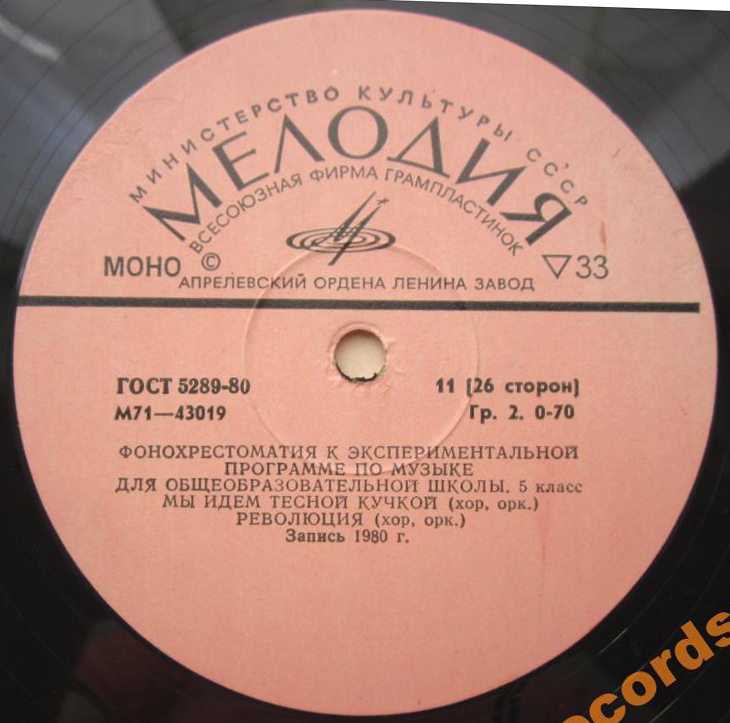 МИНИСТЕРСТВО КУЛЬТУРЫ СССР
МЕЛОДИЯ
ВСЕСОЮЗНАЯ ФИРМА ГРАМПЛАСТИНОК
МОНО © ▽33
АПРЕЛЕВСКИЙ ОРДЕНА ЛЕНИНА ЗАВОД
ГОСТ 5289-80 11 (26 сторон)
М71—43019 Гр. 2. 0-70
ФОНОХРЕСТОМАТИЯ К ЭКСПЕРИМЕНТАЛЬНОЙ
ПРОГРАММЕ ПО МУЗЫКЕ
ДЛЯ ОБЩЕОБРАЗОВАТЕЛЬНОЙ ШКОЛЫ. 5 класс
МЫ ИДЕМ ТЕСНОЙ КУЧКОЙ (хор, орк.)
РЕВОЛЮЦИЯ (хор, орк.)
Запись 1980 г.
cords